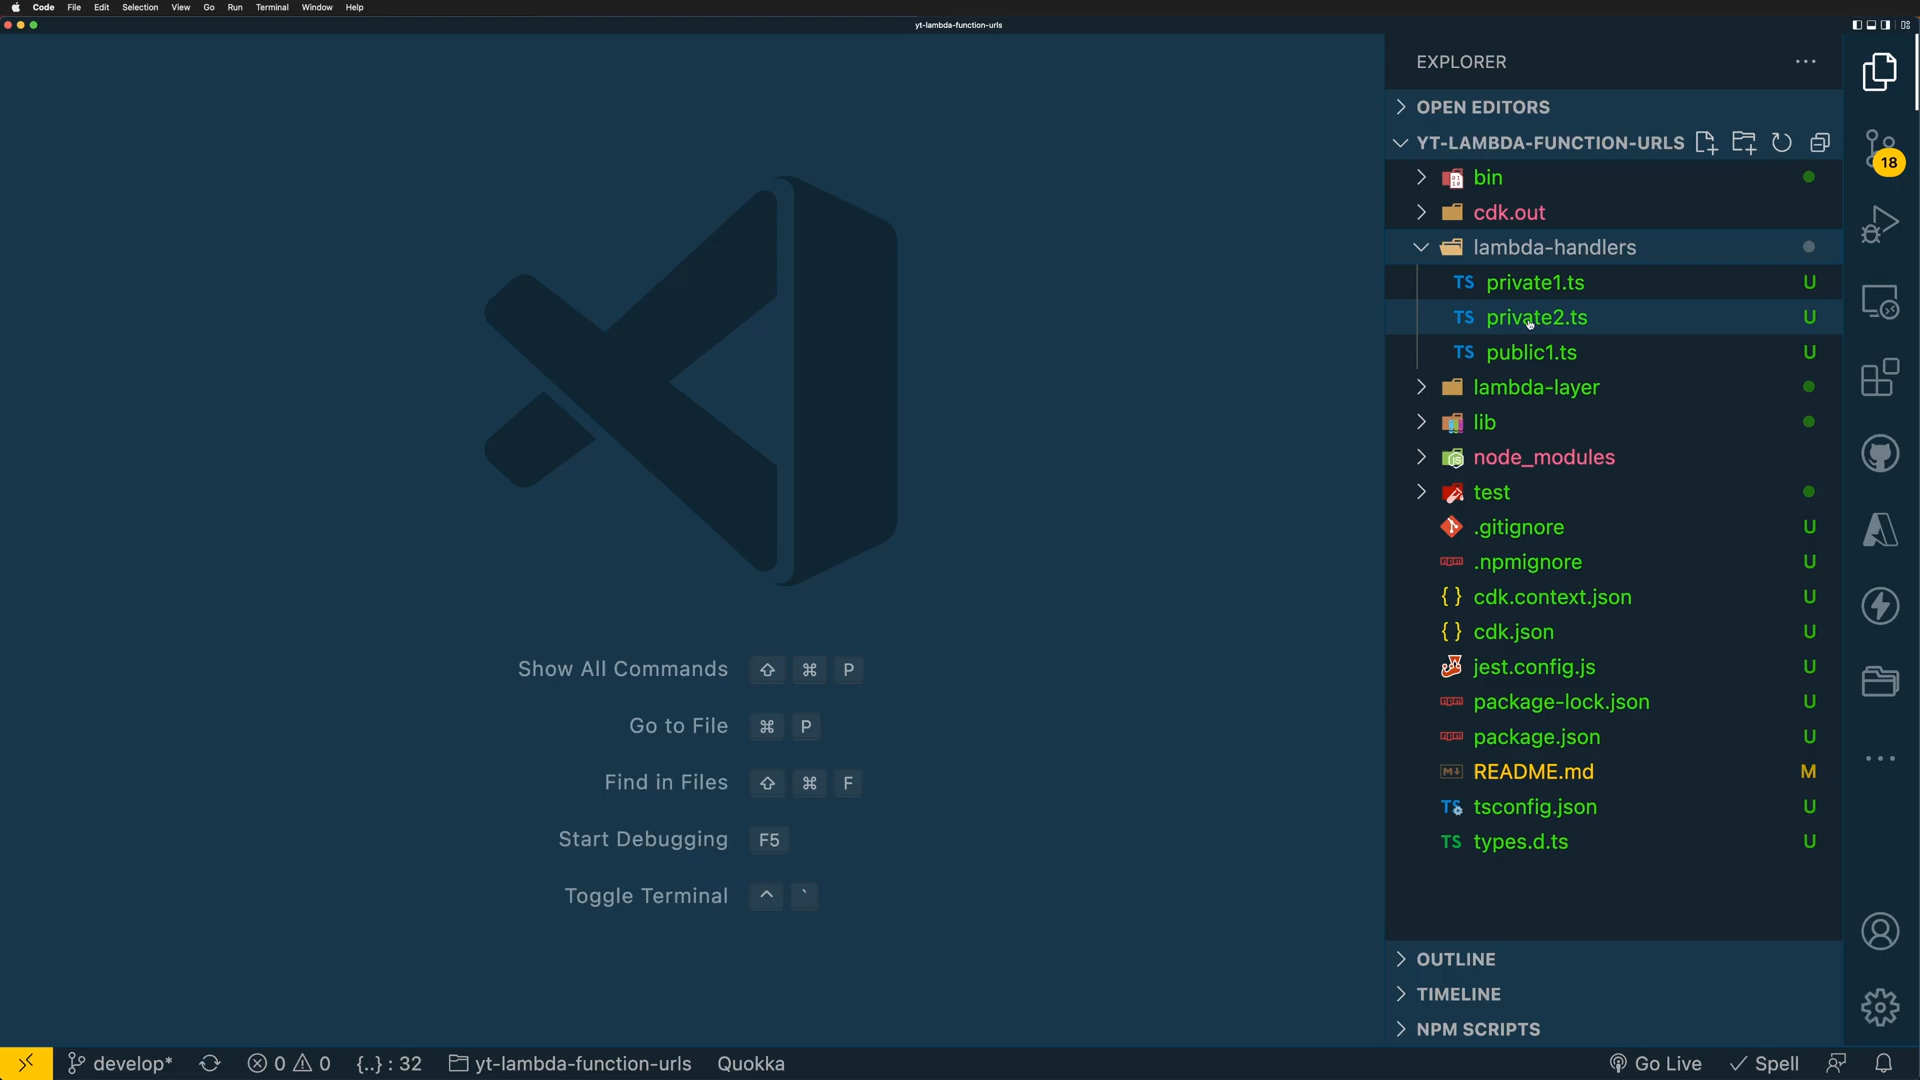 Code File Edit Selection View Go Run Terminal Window Help
yt-lambda-function-urls
EXPLORER
OPEN EDITORS
YT-LAMBDA-FUNCTION-URLS
18
bin
cdk.out
lambda-handlers
TS private1.ts U
TS private2.ts U
TS public1.ts U
lambda-layer
lib
node_modules
test
.gitignore U
.npmignore U
{ } cdk.context.json U
{ } cdk.json U
jest.config.js U
package-lock.json U
package.json U
README.md M
TS tsconfig.json U
TS types.d.ts U
Show All Commands ⇧ ⌘ P
Go to File ⌘ P
Find in Files ⇧ ⌘ F
Start Debugging F5
Toggle Terminal ^ `
OUTLINE
TIMELINE
NPM SCRIPTS
develop* 0 0 {..} : 32 yt-lambda-function-urls Quokka Go Live Spell